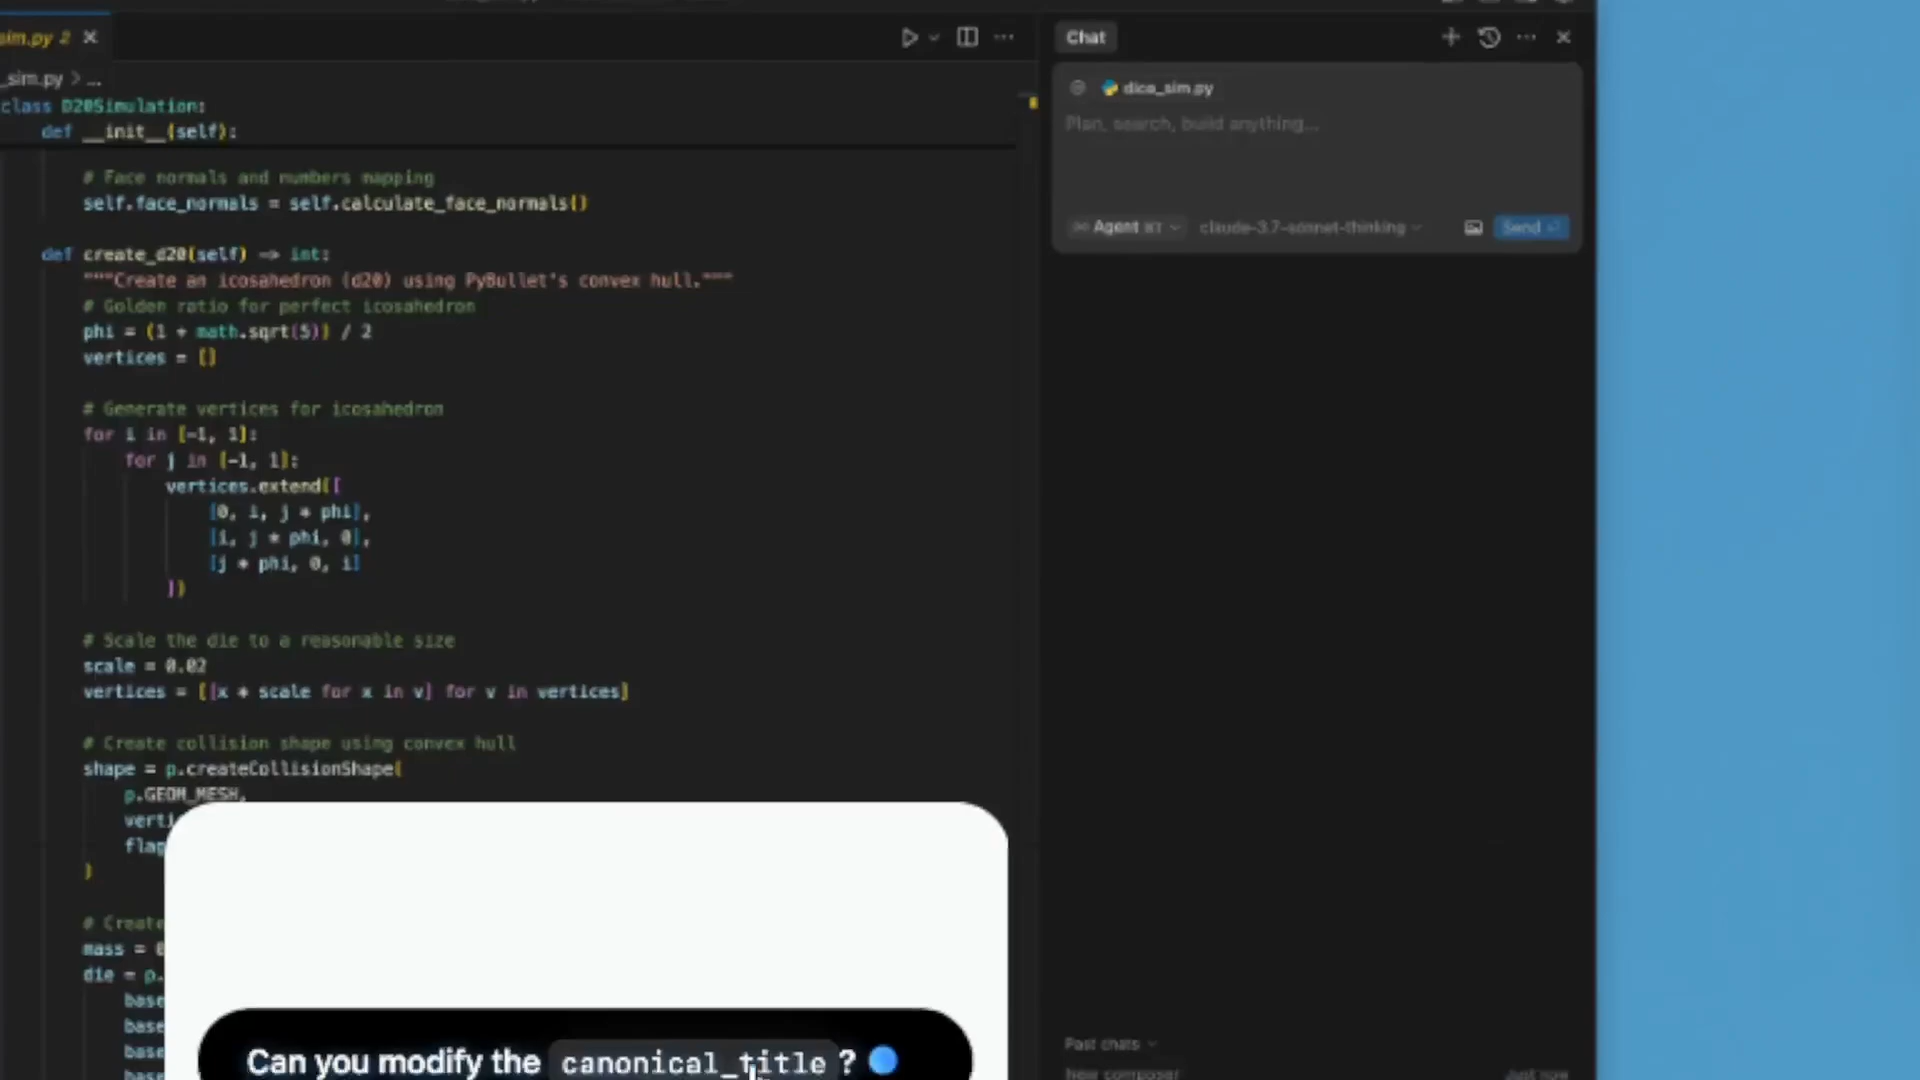 sim.py 2
_sim.py > ...
class D20Simulation:
def __init__(self):
# Face normals and numbers mapping
self.face_normals = self.calculate_face_normals()
def create_d20(self) -> int:
"""Create an icosahedron (d20) using PyBullet's convex hull."""
# Golden ratio for perfect icosahedron
phi = (1 + math.sqrt(5)) / 2
vertices = []
# Generate vertices for icosahedron
for i in [-1, 1]:
for j in [-1, 1]:
vertices.extend([
[0, i, j * phi],
[i, j * phi, 0],
[j * phi, 0, i]
])
# Scale the die to a reasonable size
scale = 0.02
vertices = [[x * scale for x in v] for v in vertices]
# Create collision shape using convex hull
shape = p.createCollisionShape(
p.GEOM_MESH,
verti
flag
)
# Create
mass = 0
die = p.
base
base
base
base
Can you modify the canonical_title ?
Chat
dico_sim.py
Plan, search, build anything...
Agent ⌘I
claude-3.7-sonnet-thinking
Send
Past chats
New composer
Just now